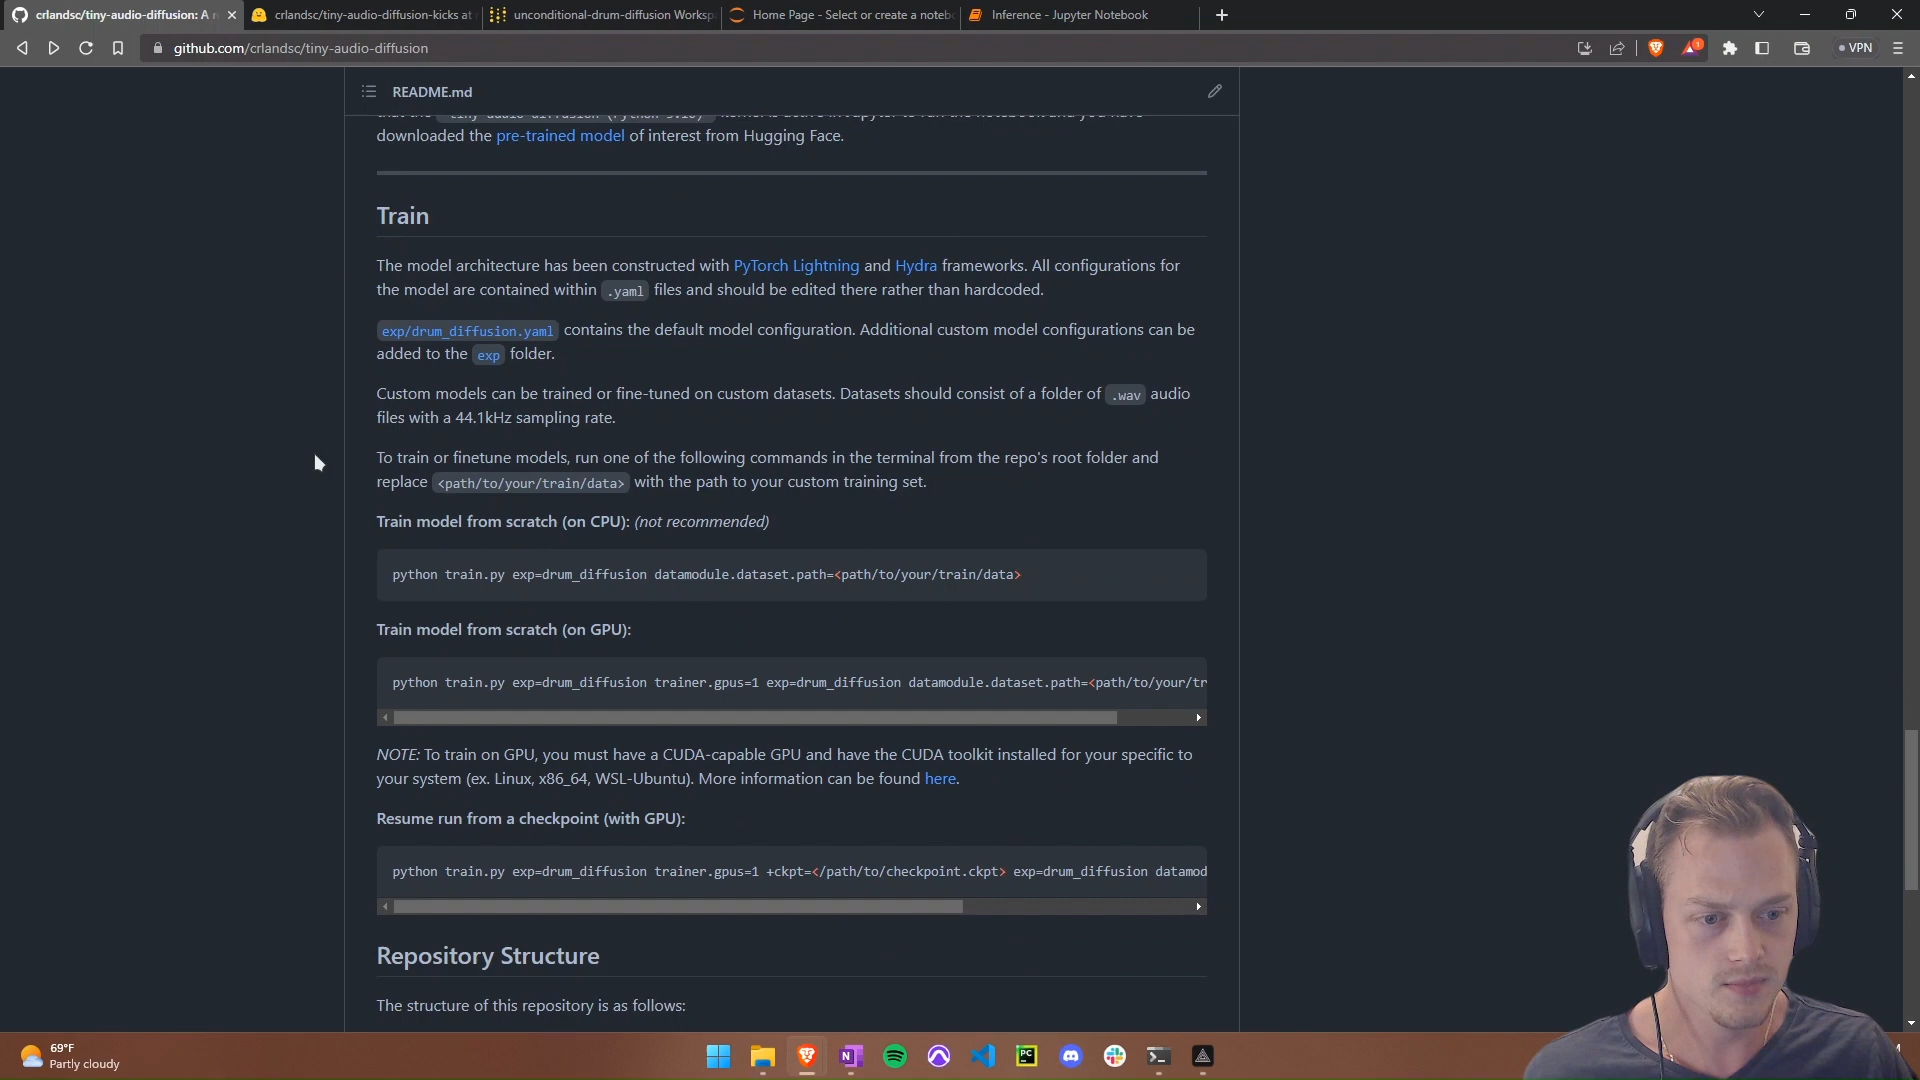 crlandsc/tiny-audio-diffusion: A
crlandsc/tiny-audio-diffusion-kicks at
unconditional-drum-diffusion Worksp
Home Page - Select or create a noteb
Inference - Jupyter Notebook
github.com/crlandsc/tiny-audio-diffusion
1
VPN
README.md
downloaded the pre-trained model of interest from Hugging Face.
Train
The model architecture has been constructed with PyTorch Lightning and Hydra frameworks. All configurations for
the model are contained within .yaml files and should be edited there rather than hardcoded.
exp/drum_diffusion.yaml contains the default model configuration. Additional custom model configurations can be
added to the exp folder.
Custom models can be trained or fine-tuned on custom datasets. Datasets should consist of a folder of .wav audio
files with a 44.1kHz sampling rate.
To train or finetune models, run one of the following commands in the terminal from the repo's root folder and
replace <path/to/your/train/data> with the path to your custom training set.
Train model from scratch (on CPU): (not recommended)
python train.py exp=drum_diffusion datamodule.dataset.path=<path/to/your/train/data>
Train model from scratch (on GPU):
python train.py exp=drum_diffusion trainer.gpus=1 exp=drum_diffusion datamodule.dataset.path=<path/to/your/tr
NOTE: To train on GPU, you must have a CUDA-capable GPU and have the CUDA toolkit installed for your specific to
your system (ex. Linux, x86_64, WSL-Ubuntu). More information can be found here.
Resume run from a checkpoint (with GPU):
python train.py exp=drum_diffusion trainer.gpus=1 +ckpt=</path/to/checkpoint.ckpt> exp=drum_diffusion datamod
Repository Structure
The structure of this repository is as follows:
69°F
Partly cloudy